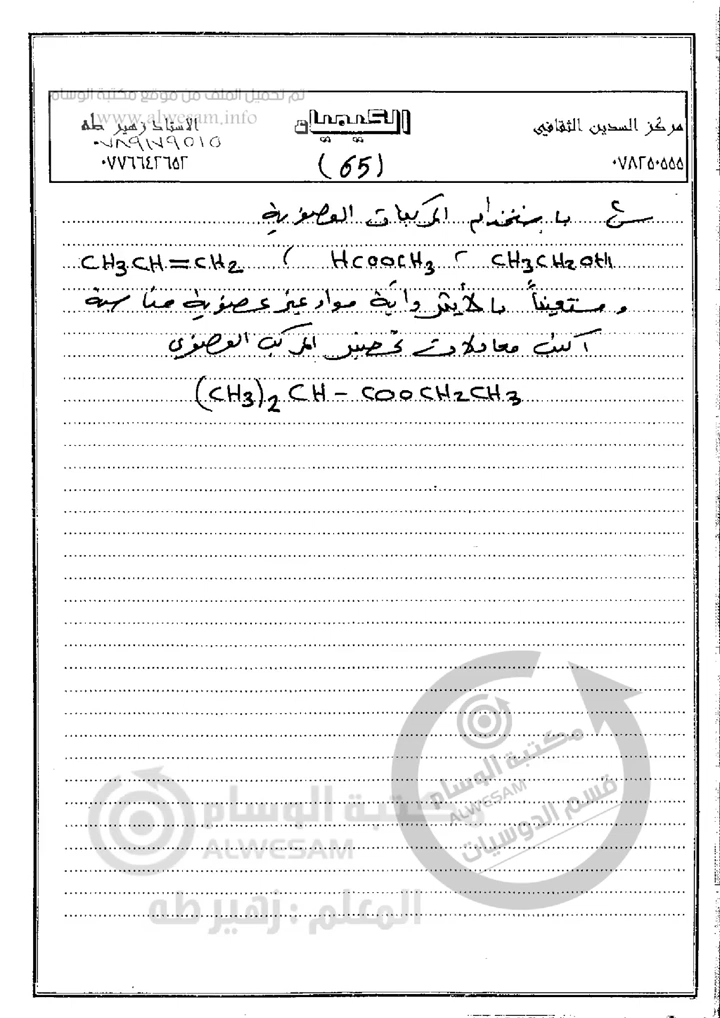 تم تحميل الملف من موقع مكتبة الوسام
www.alwesam.info
مركز السدين الثقافي
الكيمياء
الاستاذ زهير طه
٠٧٨٢٥٠٥٥٥
(65)
٠٧٨٩١٧٩٥١٥
٠٧٧٦٦٤٢٦٥٢
س٤ باستخدام المركبات العضوية
CH3CH2OH ، HCOOCH3 ، CH3CH=CH2
ومستعيناً بالأيثر وأية مواد غير عضوية مناسبة
اكتب معادلات تحضير المركب العضوي
(CH3)2CH-COOCH2CH3
مكتبة الوسام
ALWESAM
قسم الدوسيات
مكتبة الوسام
ALWESAM
المعلم : زهير طه